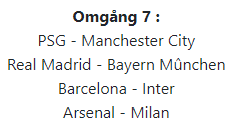 Omgång 7 :
PSG - Manchester City
Real Madrid - Bayern Mûnchen
Barcelona - Inter
Arsenal - Milan